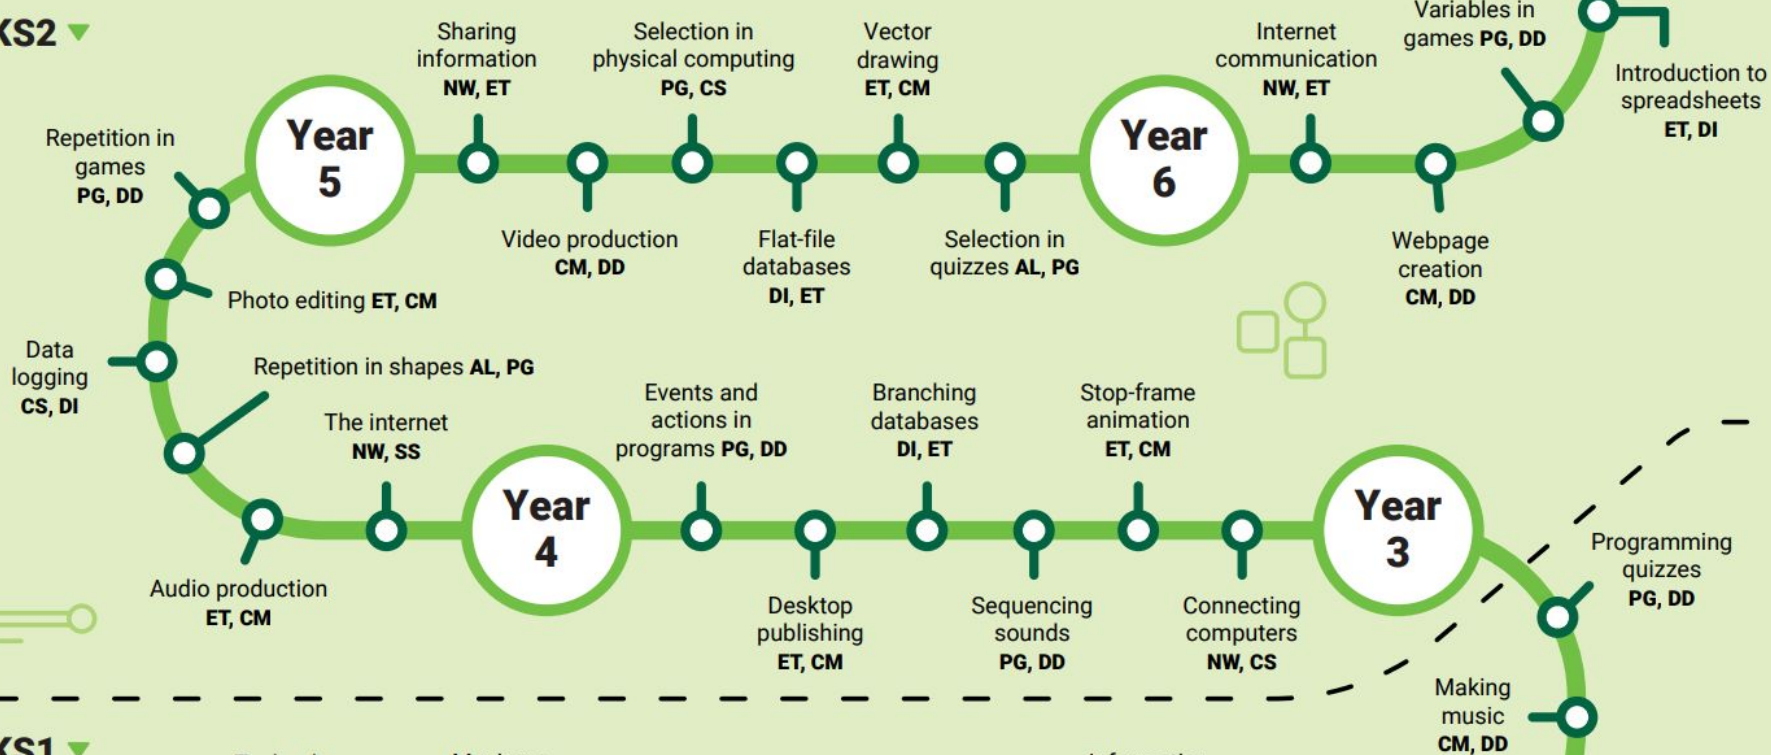 KS2
Sharing
information
NW, ET
Selection in
physical computing
PG, CS
Vector
drawing
ET, CM
Internet
communication
NW, ET
Variables in
games PG, DD
Introduction to
spreadsheets
ET, DI
Repetition in
games
PG, DD
Year
5
Year
6
Video production
CM, DD
Flat-file
databases
DI, ET
Selection in
quizzes AL, PG
Webpage
creation
CM, DD
Photo editing ET, CM
Data
logging
CS, DI
Repetition in shapes AL, PG
The internet
NW, SS
Events and
actions in
programs PG, DD
Branching
databases
DI, ET
Stop-frame
animation
ET, CM
Year
4
Year
3
Audio production
ET, CM
Desktop
publishing
ET, CM
Sequencing
sounds
PG, DD
Connecting
computers
NW, CS
Programming
quizzes
PG, DD
Making
music
CM, DD
KS1